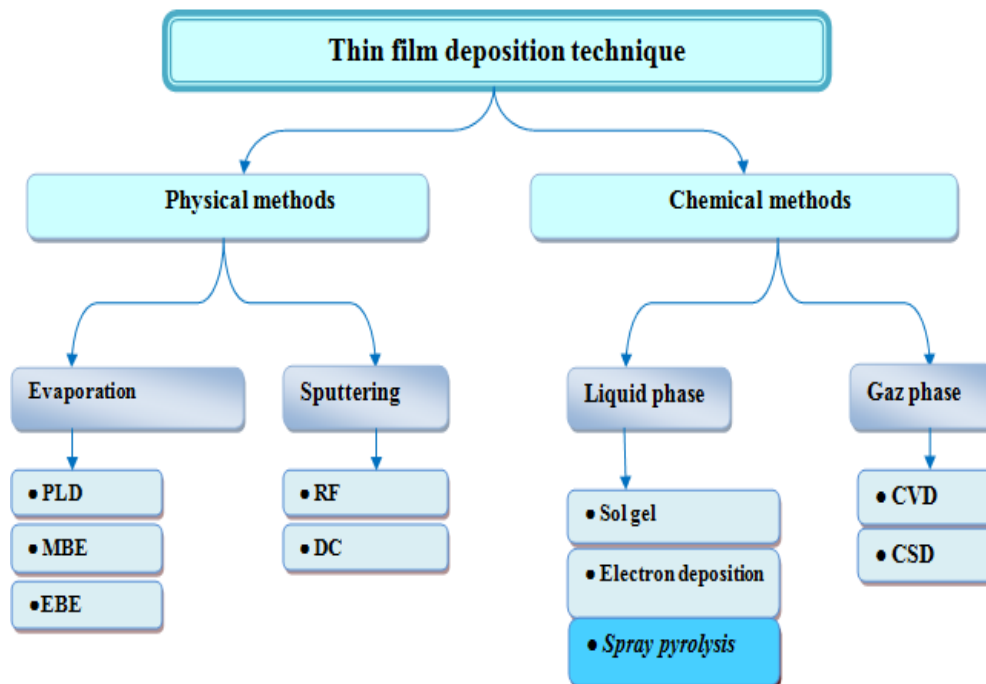 Thin film deposition technique
Physical methods
Chemical methods
Evaporation
Sputtering
Liquid phase
Gaz phase
• PLD
• MBE
•EBE
• RF
• DC
• Sol gel
• Electron deposition
• Spray pyrolysis
• CVD
• CSD